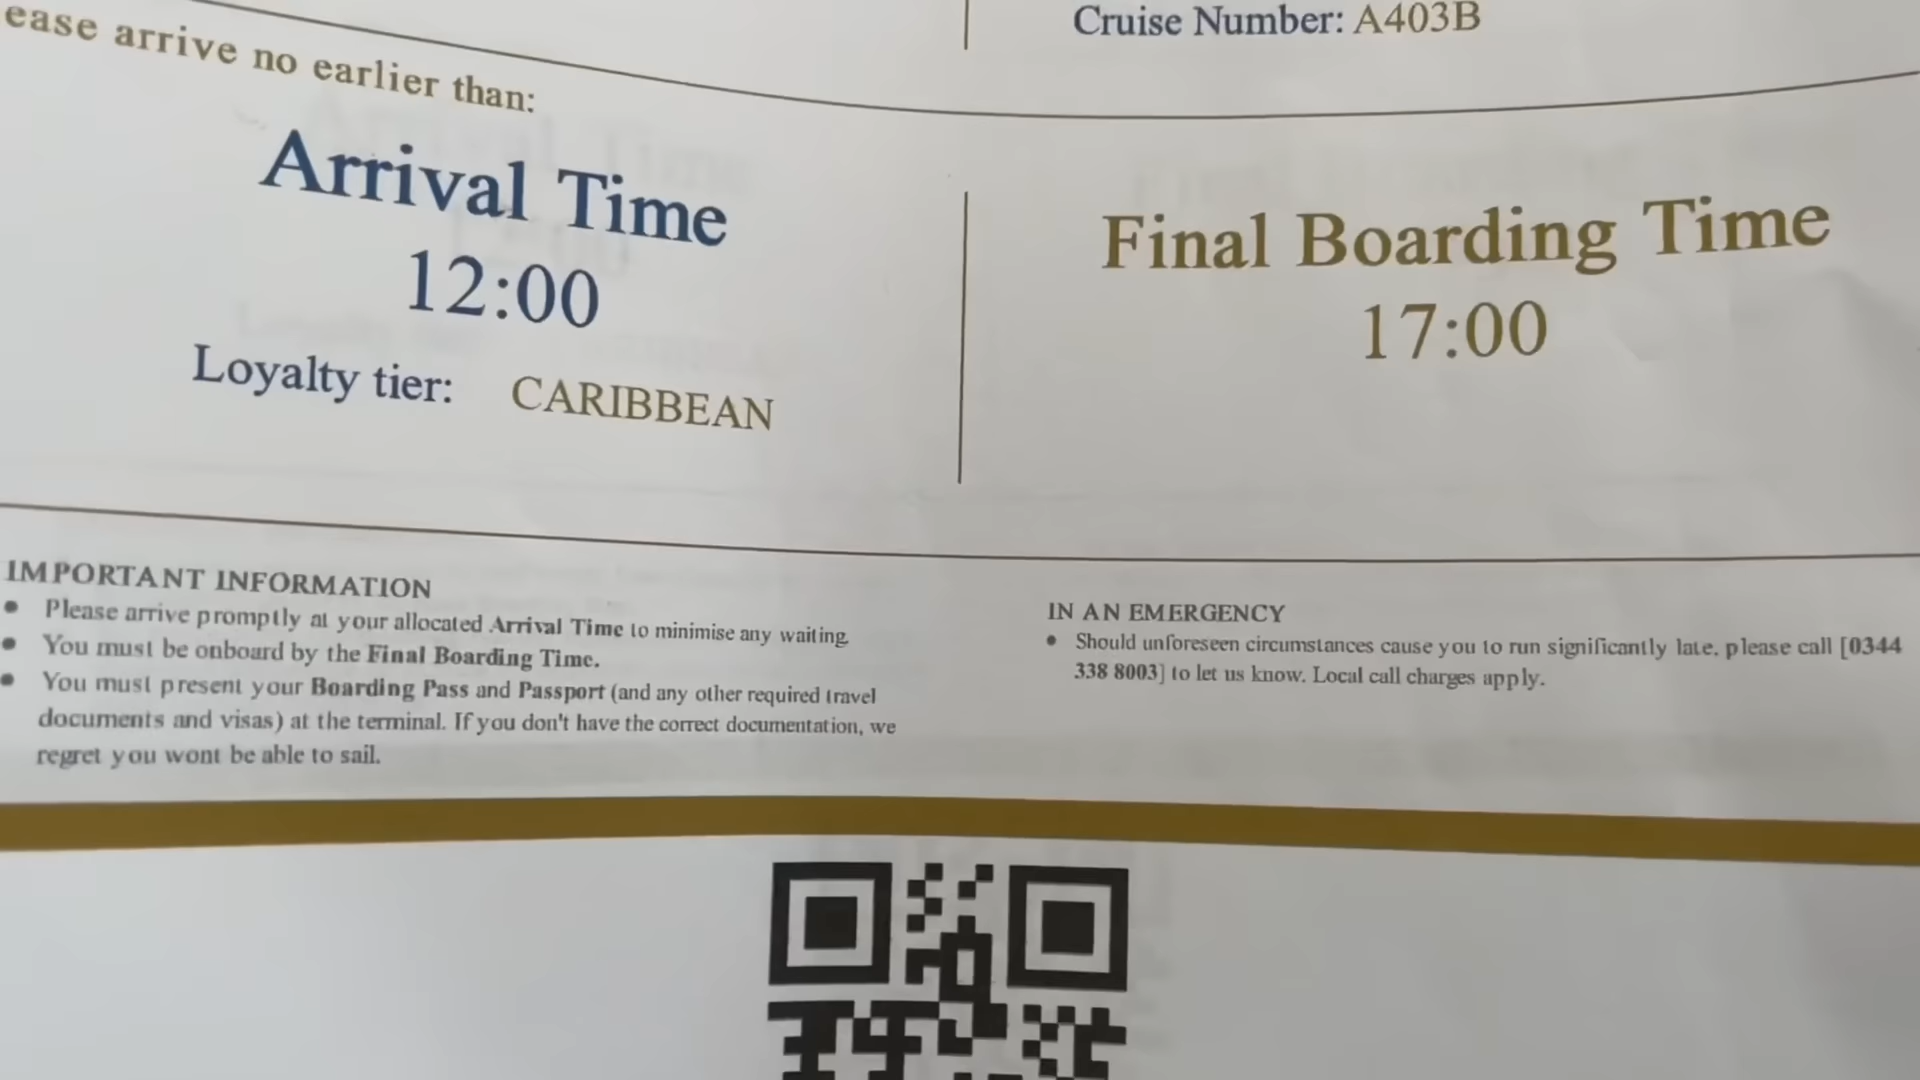 ease arrive no earlier than:
Cruise Number: A403B
Arrival Time
12:00
Loyalty tier: CARIBBEAN
Final Boarding Time
17:00
IMPORTANT INFORMATION
• Please arrive promptly at your allocated Arrival Time to minimise any waiting.
• You must be onboard by the Final Boarding Time.
• You must present your Boarding Pass and Passport (and any other required travel
documents and visas) at the terminal. If you don't have the correct documentation, we
regret you wont be able to sail.
IN AN EMERGENCY
• Should unforeseen circumstances cause you to run significantly late, please call [0344
338 8003] to let us know. Local call charges apply.